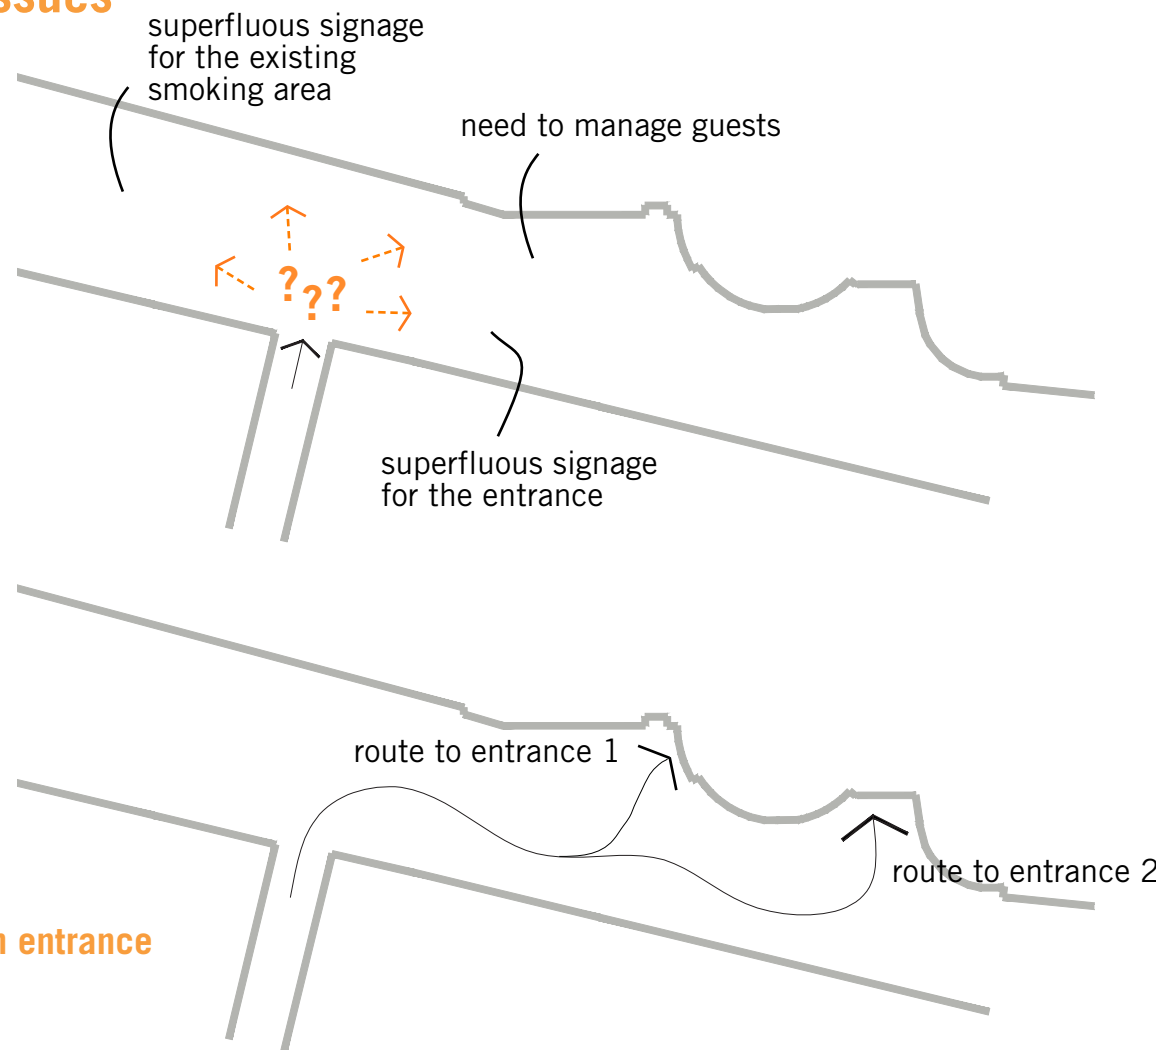 superfluous signage
for the existing
smoking area
need to manage guests
? ? ?
superfluous signage
for the entrance
route to entrance 1
route to entrance 2
entrance